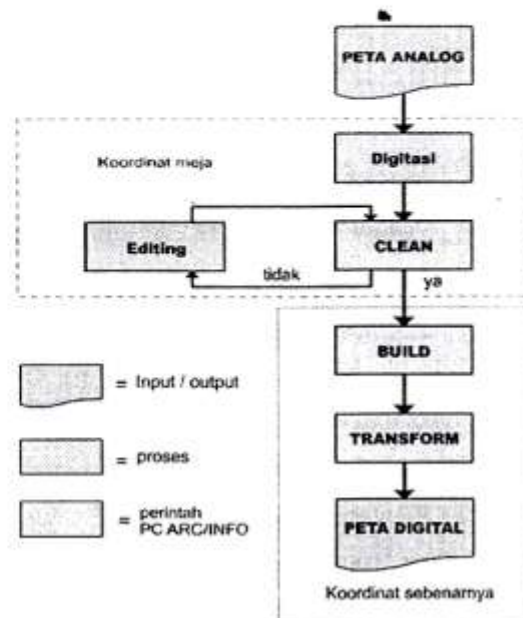 PETA ANALOG
Digitasi
Koordinat meja
Editing
CLEAN
tidak
ya
BUILD
= Input / output
TRANSFORM
= proses
= perintah
PC ARC/INFO
PETA DIGITAL
Koordinat sebenarnya